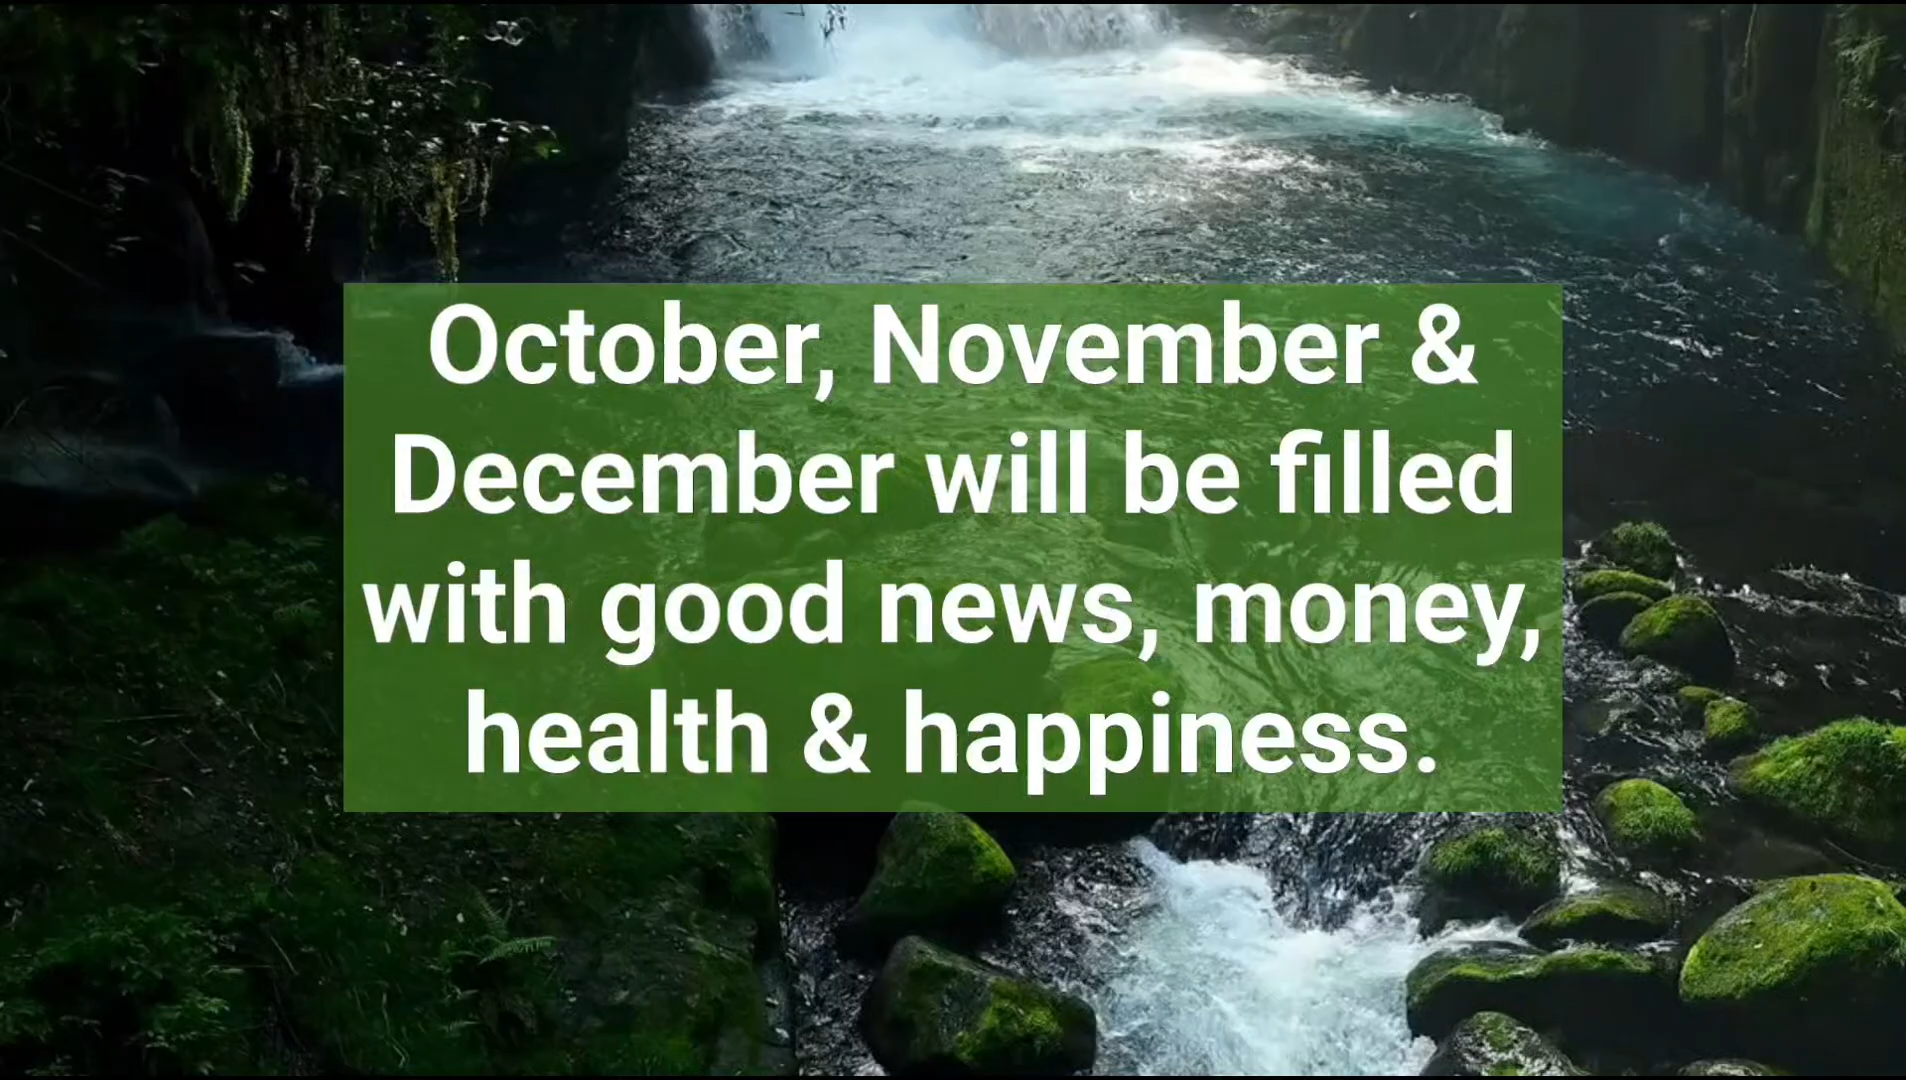 October, November &
December will be filled
with good news, money,
health & happiness.